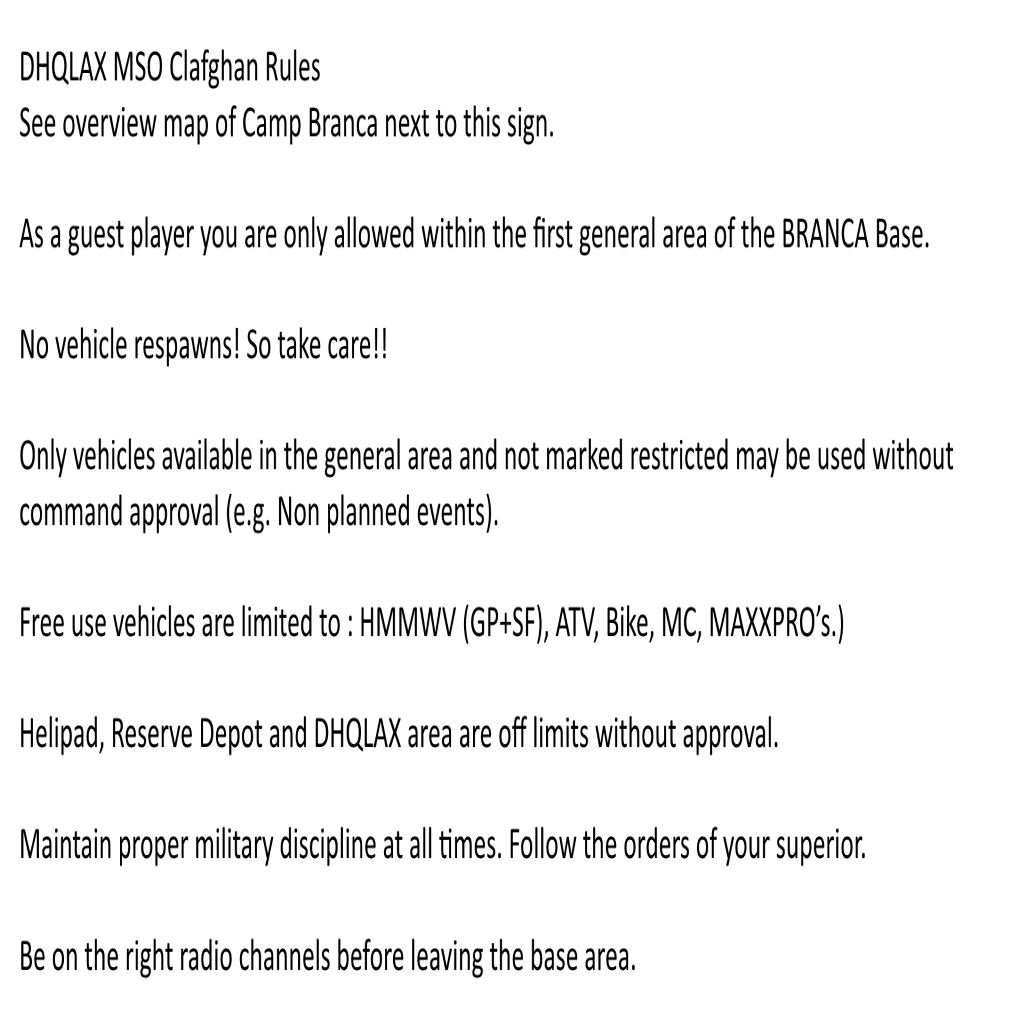 DHQLAX MSO Clafghan Rules
See overview map of Camp Branca next to this sign.
As a guest player you are only allowed within the first general area of the BRANCA Base.
No vehicle respawns! So take care!!
Only vehicles available in the general area and not marked restricted may be used without
command approval (e.g. Non planned events).
Free use vehicles are limited to : HMMWV (GP+SF), ATV, Bike, MC, MAXXPRO’s.)
Helipad, Reserve Depot and DHQLAX area are off limits without approval.
Maintain proper military discipline at all times. Follow the orders of your superior.
Be on the right radio channels before leaving the base area.